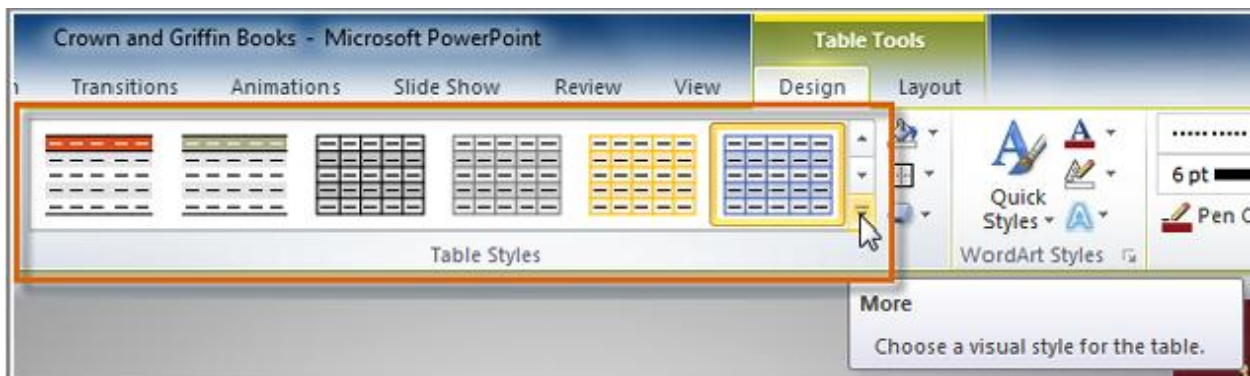 Crown and Griffin Books - Microsoft PowerPoint
Table Tools
Transitions Animations Slide Show Review View Design Layout
6 pt
Quick
Styles
Pen
Table Styles
WordArt Styles
More
Choose a visual style for the table.